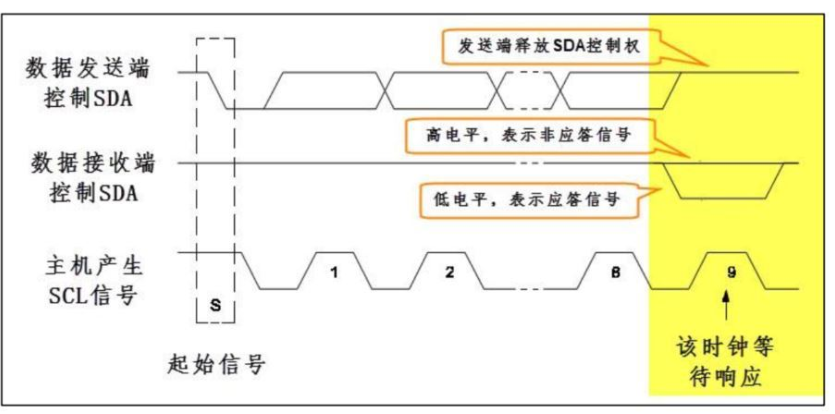 发送端释放SDA控制权
数据发送端
控制SDA
高电平，表示非应答信号
数据接收端
控制SDA
低电平，表示应答信号
主机产生
SCL信号
1
2
8
9
S
起始信号
该时钟等
待响应